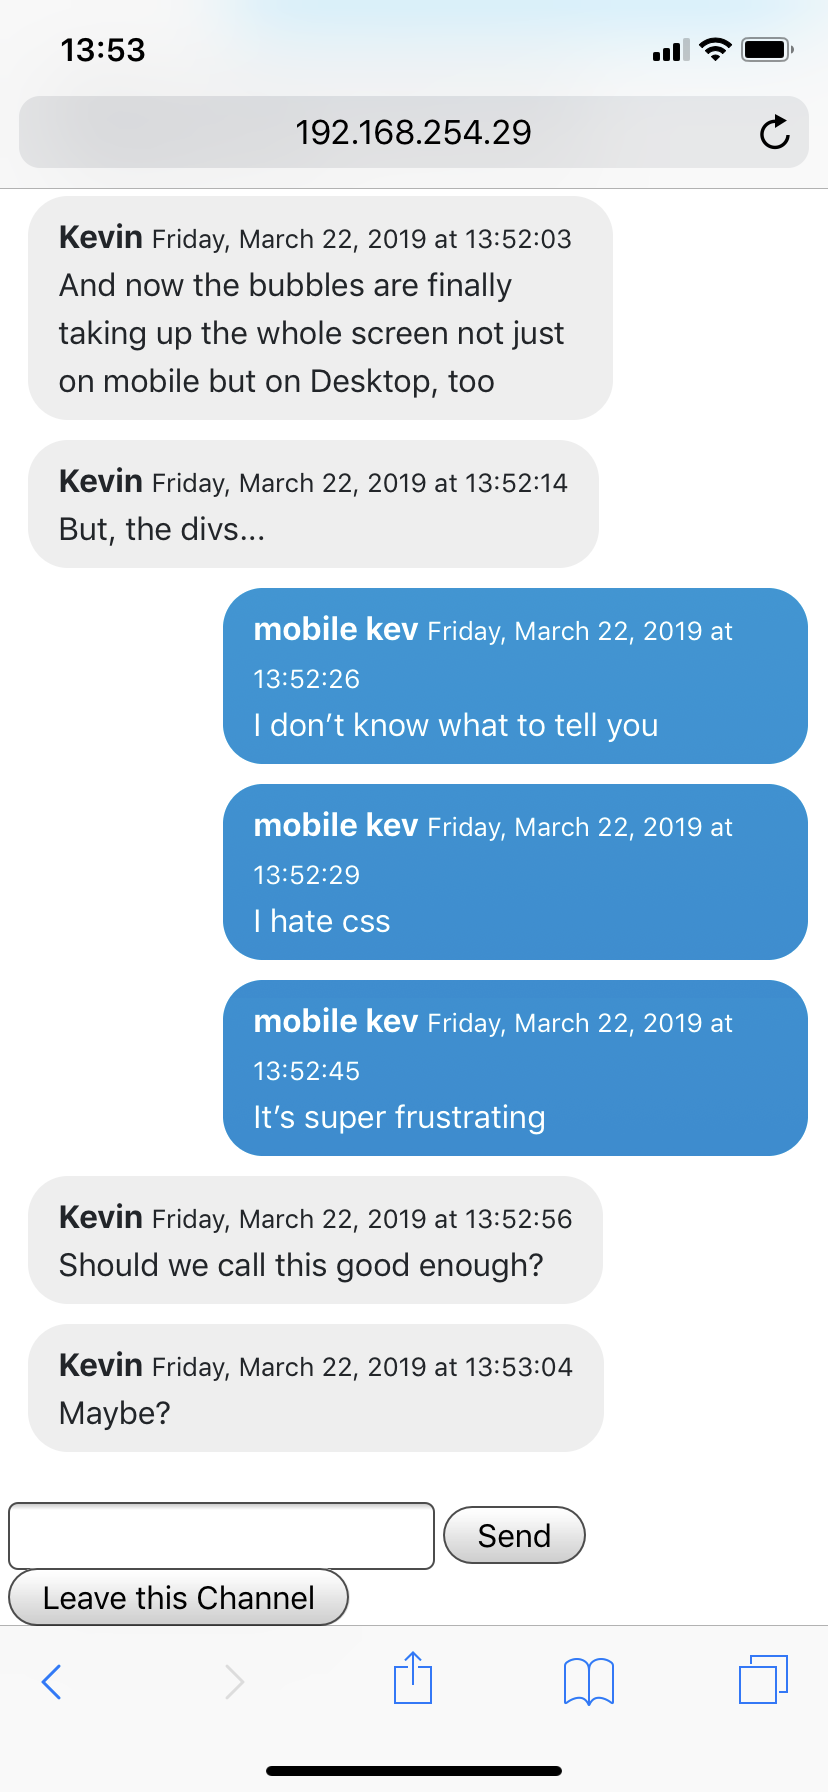 13:53
192.168.254.29
Kevin Friday, March 22, 2019 at 13:52:03
And now the bubbles are finally
taking up the whole screen not just
on mobile but on Desktop, too
Kevin Friday, March 22, 2019 at 13:52:14
But, the divs...
mobile kev Friday, March 22, 2019 at
13:52:26
I don’t know what to tell you
mobile kev Friday, March 22, 2019 at
13:52:29
I hate css
mobile kev Friday, March 22, 2019 at
13:52:45
It’s super frustrating
Kevin Friday, March 22, 2019 at 13:52:56
Should we call this good enough?
Kevin Friday, March 22, 2019 at 13:53:04
Maybe?
Send
Leave this Channel